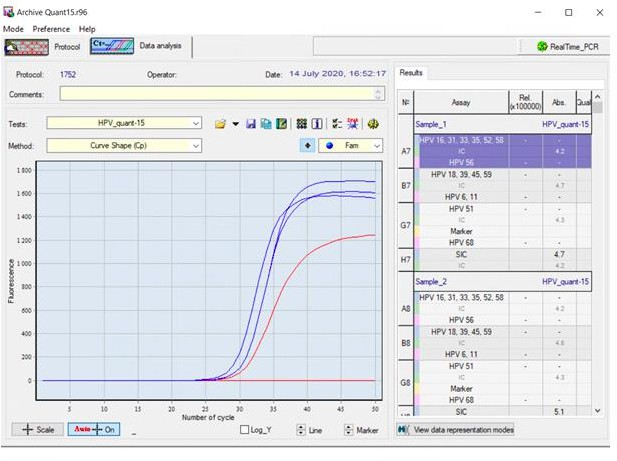 Archive Quant15.r96
Mode Preference Help
Protocol
Ct=...
Data analysis
RealTime_PCR
Protocol: 1752 Operator: Date: 14 July 2020, 16:52:17
Comments:
Tests: HPV_quant-15
Method: Curve Shape (Cp) Fam
Fluorescence
1 800
1 600
1 400
1 200
1 000
800
600
400
200
0
5 10 15 20 25 30 35 40 45 50
Number of cycle
Scale Auto On Log_Y Line Marker
Results
№ Assay Rel. (x100000) Abs. Qual
Sample_1 HPV_quant-15
A7
HPV 16, 31, 33, 35, 52, 58 - -
IC 4.2
HPV 56 - -
B7
HPV 18, 39, 45, 59 - -
IC 4.7
HPV 6, 11 - -
G7
HPV 51 - -
IC 4.3
Marker
HPV 68 - -
H7
SIC 4.7
IC 4.2
Sample_2 HPV_quant-15
A8
HPV 16, 31, 33, 35, 52, 58 - -
IC 4.2
HPV 56 - -
B8
HPV 18, 39, 45, 59 - -
IC 4.6
HPV 6, 11 - -
G8
HPV 51 - -
IC 4.3
Marker
HPV 68 - -
SIC 5.1
View data representation modes